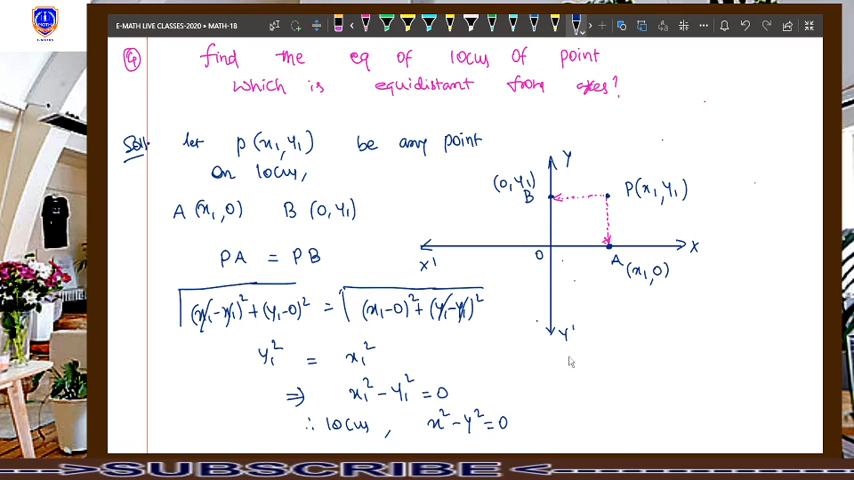 E-MATH LIVE CLASSES-2020 • MATH-1B
Q find the eq of locus of point
which is equidistant from axes?
Sol: let P(x₁,y₁) be any point
on locus,
A (x₁,0) B (0,y₁)
PA = PB
√(x₁-x₁)²+(y₁-0)² = √(x₁-0)²+(y₁-y₁)²
y₁² = x₁²
⇒ x₁²-y₁²=0
∴ locus, x²-y²=0
Y
(0,y₁)
B
P(x₁,y₁)
X'
O
A (x₁,0)
X
Y'
SUBSCRIBE